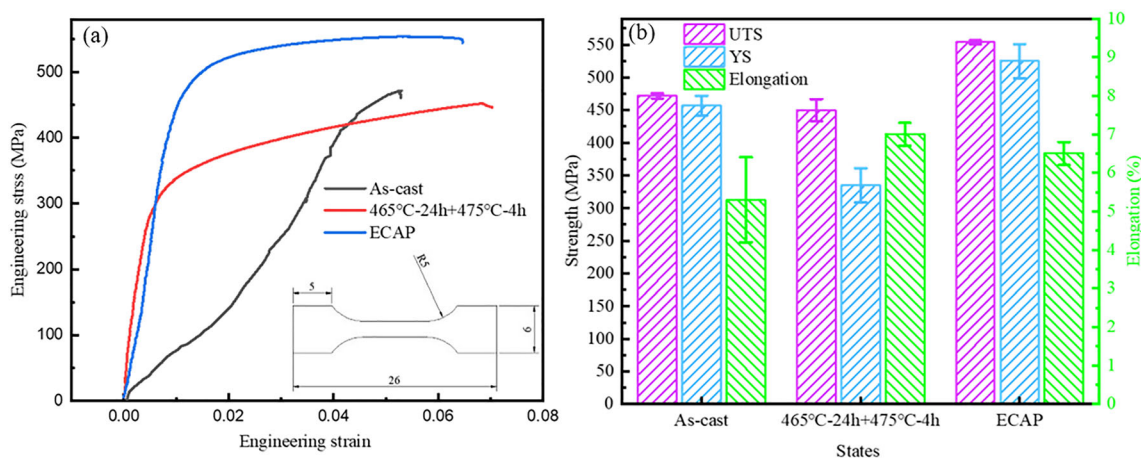 (a)
500
400
300
200
100
0
0.00 0.02 0.04 0.06 0.08
Engineering strss (MPa)
Engineering strain
As-cast
465°C-24h+475°C-4h
ECAP
R5
5
6
26
(b)
UTS
YS
Elongation
550
500
450
400
350
300
250
200
150
100
50
0
Strength (MPa)
10
9
8
7
6
5
4
3
2
1
0
Elongation (%)
As-cast 465°C-24h+475°C-4h ECAP
States